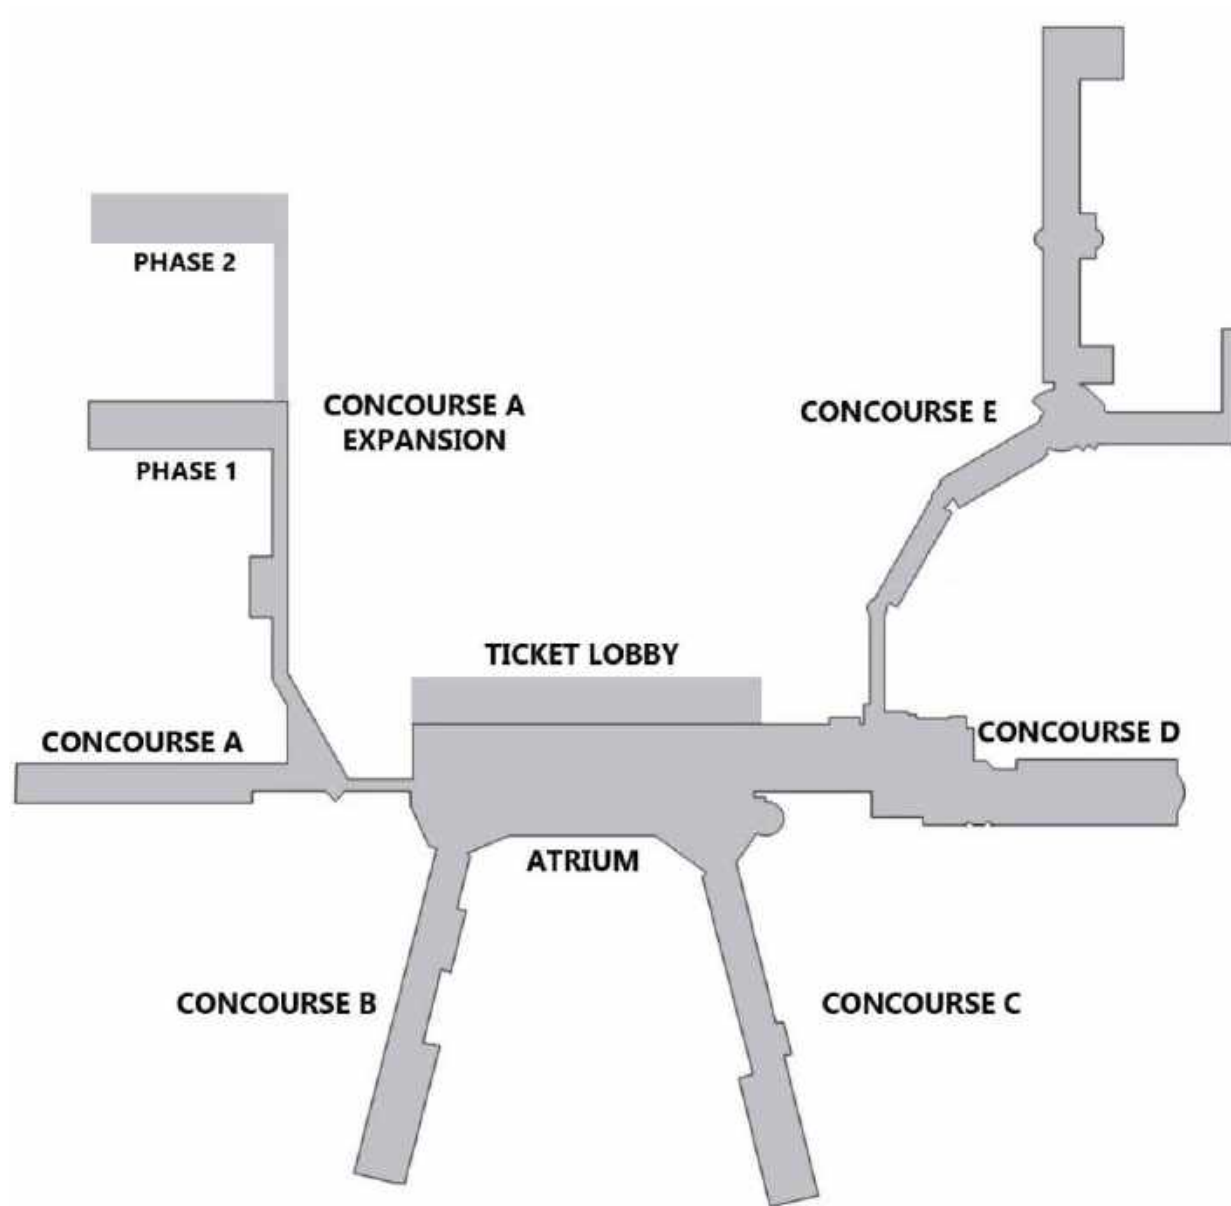 PHASE 2
CONCOURSE A
EXPANSION
CONCOURSE E
PHASE 1
TICKET LOBBY
CONCOURSE A
CONCOURSE D
ATRIUM
CONCOURSE B
CONCOURSE C